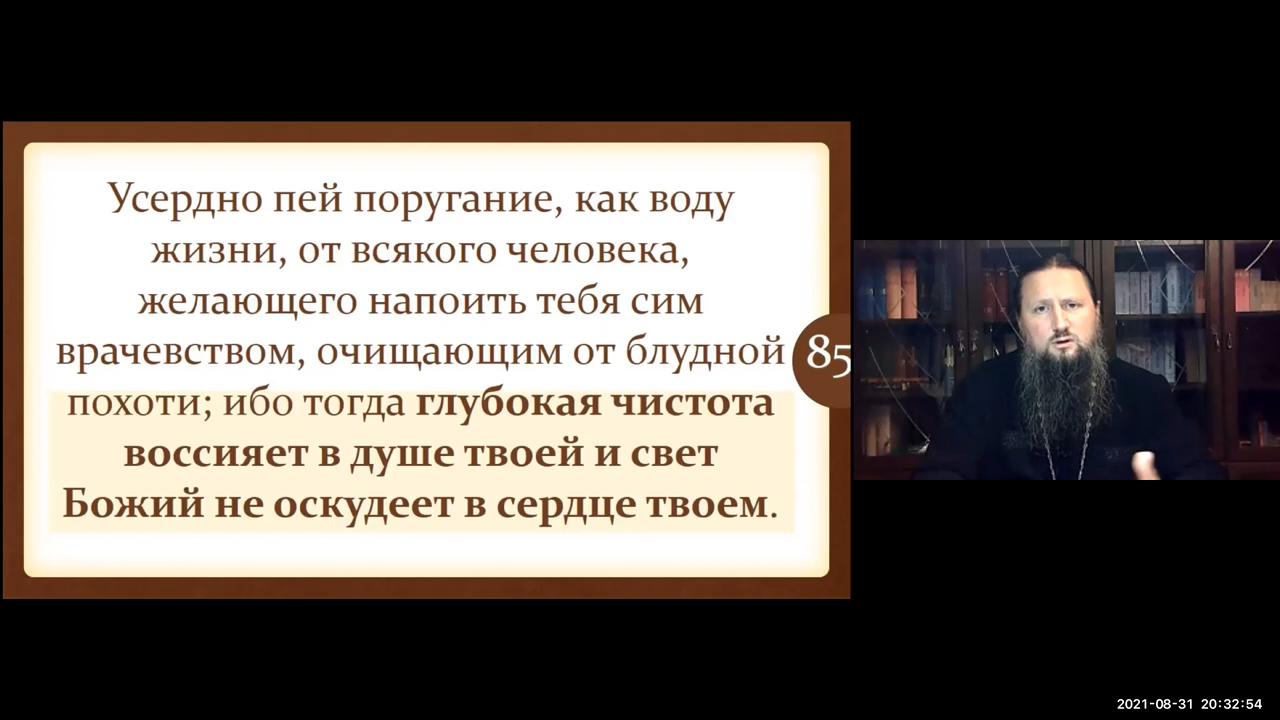 Усердно пей поругание, как воду
жизни, от всякого человека,
желающего напоить тебя сим
врачевством, очищающим от блудной
похоти; ибо тогда глубокая чистота
воссияет в душе твоей и свет
Божий не оскудеет в сердце твоем.
85
2021-08-31 20:32:54